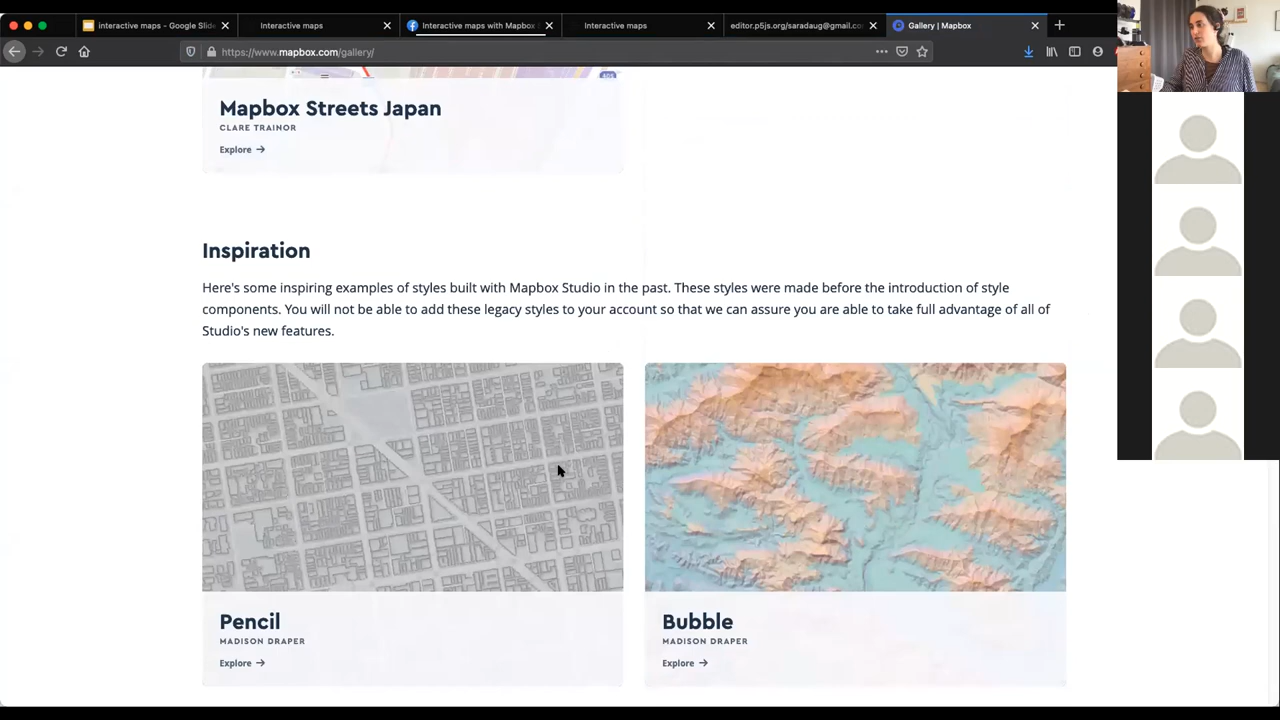 interactive maps - Google Slide
Interactive maps
Interactive maps with Mapbox
Interactive maps
editor.p5js.org/saradaug@gmail.co
Gallery | Mapbox
https://www.mapbox.com/gallery/
Mapbox Streets Japan
CLARE TRAINOR
Explore →
Inspiration
Here's some inspiring examples of styles built with Mapbox Studio in the past. These styles were made before the introduction of style
components. You will not be able to add these legacy styles to your account so that we can assure you are able to take full advantage of all of
Studio's new features.
Pencil
MADISON DRAPER
Explore →
Bubble
MADISON DRAPER
Explore →